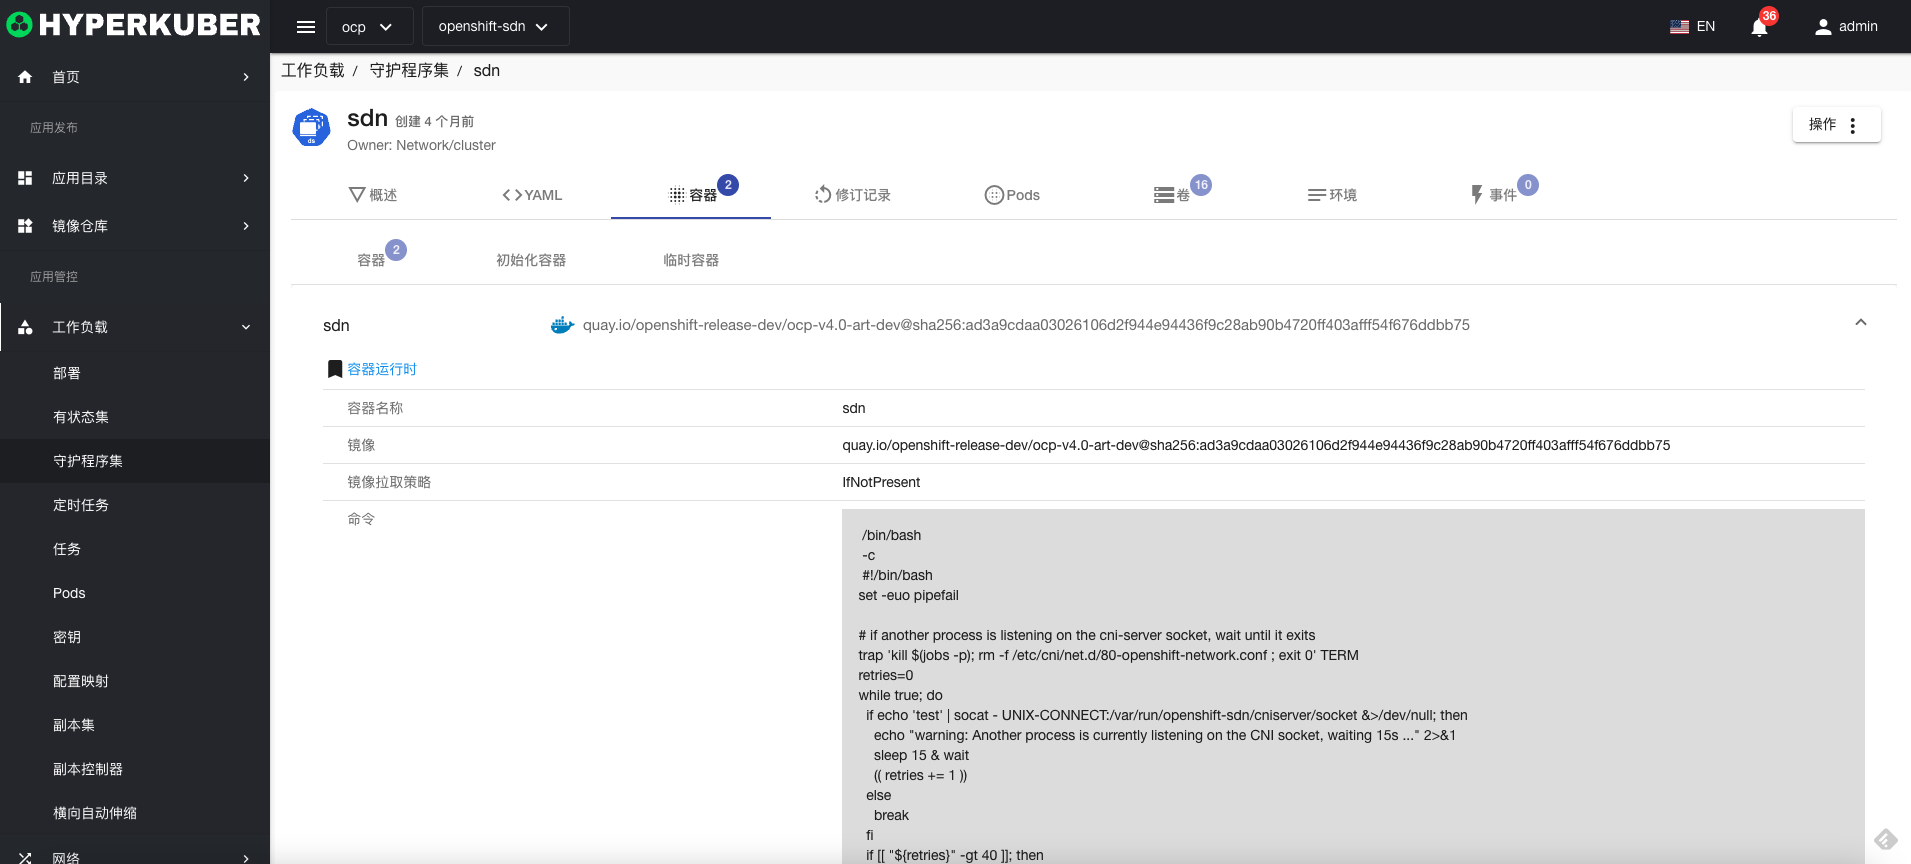 HYPERKUBER
ocp
openshift-sdn
EN
36
admin
首页
应用发布
应用目录
镜像仓库
应用管控
工作负载
部署
有状态集
守护程序集
定时任务
任务
Pods
密钥
配置映射
副本集
副本控制器
横向自动伸缩
网络
工作负载 / 守护程序集 / sdn
ds
sdn 创建 4 个月前
Owner: Network/cluster
操作
概述
YAML
容器 2
修订记录
Pods
卷 16
环境
事件 0
容器 2
初始化容器
临时容器
sdn quay.io/openshift-release-dev/ocp-v4.0-art-dev@sha256:ad3a9cdaa03026106d2f944e94436f9c28ab90b4720ff403afff54f676ddbb75
容器运行时
容器名称 sdn
镜像 quay.io/openshift-release-dev/ocp-v4.0-art-dev@sha256:ad3a9cdaa03026106d2f944e94436f9c28ab90b4720ff403afff54f676ddbb75
镜像拉取策略 IfNotPresent
命令
/bin/bash
-c
#!/bin/bash
set -euo pipefail
# if another process is listening on the cni-server socket, wait until it exits
trap 'kill $(jobs -p); rm -f /etc/cni/net.d/80-openshift-network.conf ; exit 0' TERM
retries=0
while true; do
if echo 'test' | socat - UNIX-CONNECT:/var/run/openshift-sdn/cniserver/socket &>/dev/null; then
echo "warning: Another process is currently listening on the CNI socket, waiting 15s ..." 2>&1
sleep 15 & wait
(( retries += 1 ))
else
break
fi
if [[ "${retries}" -gt 40 ]]; then